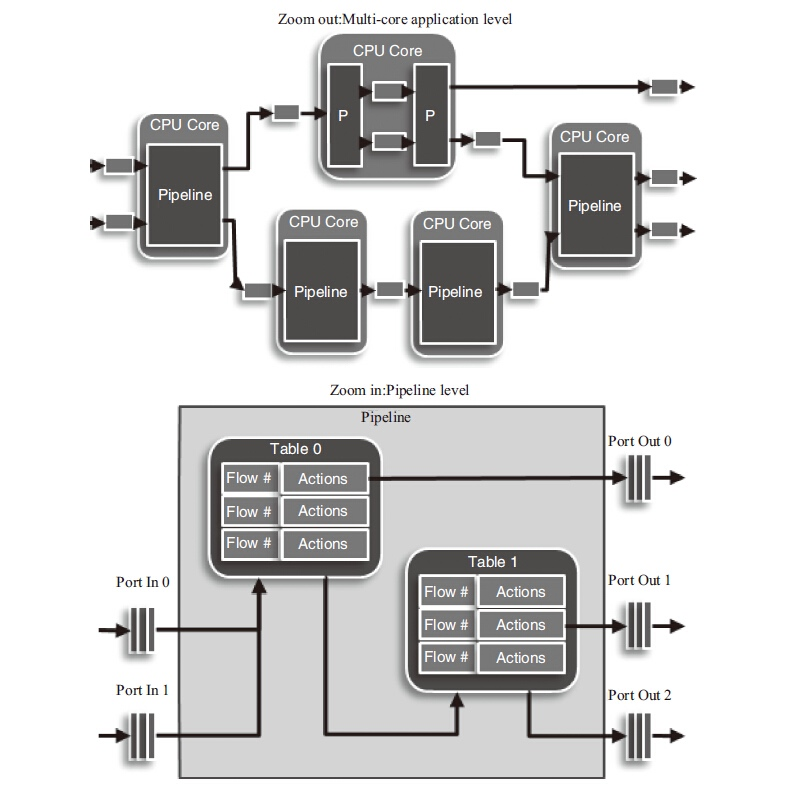 Zoom out:Multi-core application level
CPU Core
P
P
CPU Core
Pipeline
CPU Core
Pipeline
CPU Core
Pipeline
CPU Core
Pipeline
Zoom in:Pipeline level
Pipeline
Table 0
Flow # Actions
Flow # Actions
Flow # Actions
Port Out 0
Table 1
Flow # Actions
Flow # Actions
Flow # Actions
Port In 0
Port In 1
Port Out 1
Port Out 2